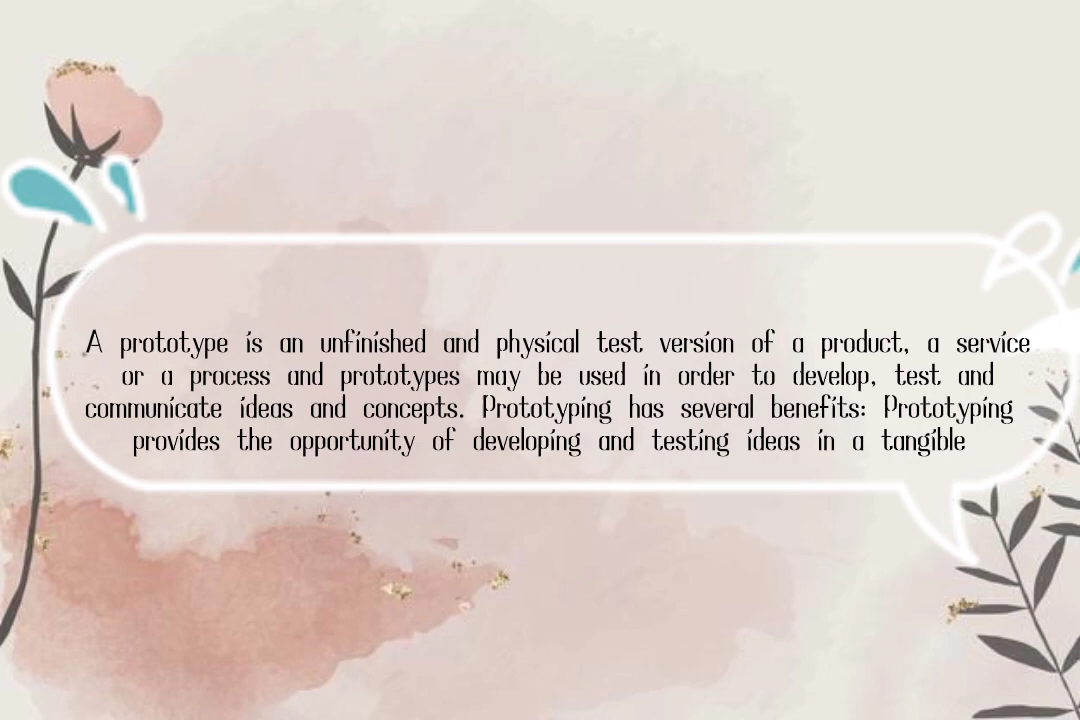 A prototype is an unfinished and physical test version of a product, a service
or a process and prototypes may be used in order to develop, test and
communicate ideas and concepts. Prototyping has several benefits: Prototyping
provides the opportunity of developing and testing ideas in a tangible